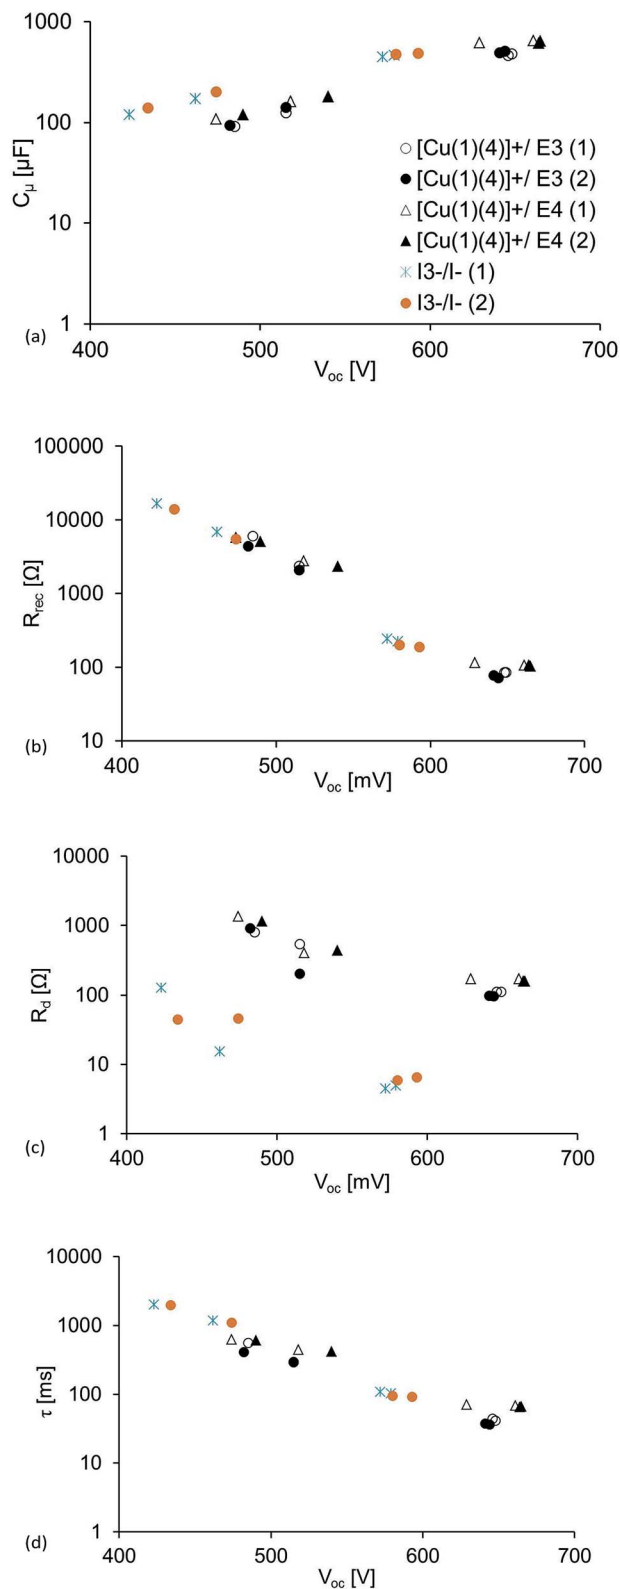 1000
100
10
1
Cμ [µF]
○ [Cu(1)(4)]+/ E3 (1)
● [Cu(1)(4)]+/ E3 (2)
△ [Cu(1)(4)]+/ E4 (1)
▲ [Cu(1)(4)]+/ E4 (2)
I3-/I- (1)
I3-/I- (2)
400 500 600 700
(a)
Voc [V]
100000
10000
1000
100
10
Rrec [Ω]
400 500 600 700
(b)
Voc [mV]
10000
1000
100
10
1
Rd [Ω]
400 500 600 700
(c)
Voc [mV]
10000
1000
100
10
1
τ [ms]
400 500 600 700
(d)
Voc [mV]